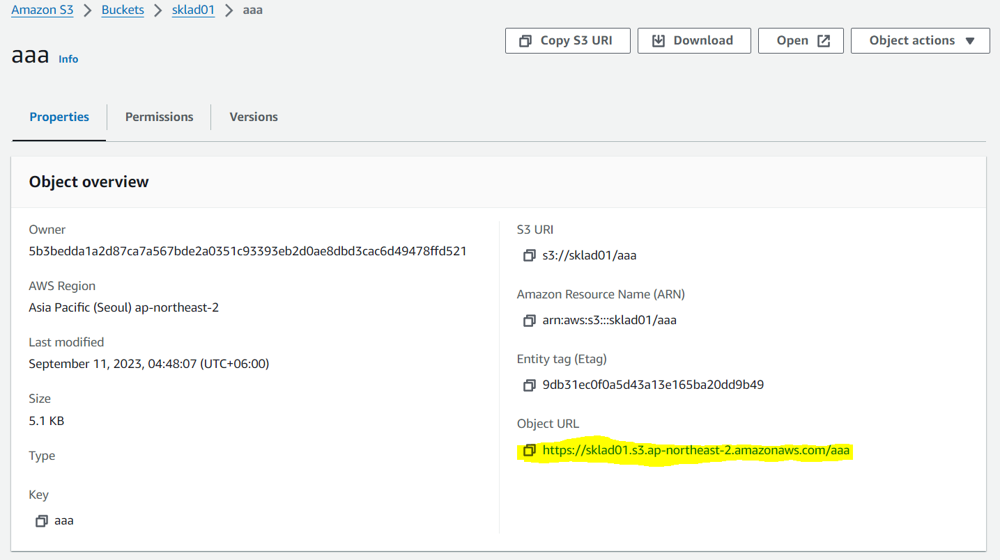 Amazon S3 > Buckets > sklad01 > aaa
Copy S3 URI Download Open Object actions
aaa Info
Properties Permissions Versions
Object overview
Owner
5b3bedda1a2d87ca7a567bde2a0351c93393eb2d0ae8dbd3cac6d49478ffd521
AWS Region
Asia Pacific (Seoul) ap-northeast-2
Last modified
September 11, 2023, 04:48:07 (UTC+06:00)
Size
5.1 KB
Type
Key
aaa
S3 URI
s3://sklad01/aaa
Amazon Resource Name (ARN)
arn:aws:s3:::sklad01/aaa
Entity tag (Etag)
9db31ec0f0a5d43a13e165ba20dd9b49
Object URL
https://sklad01.s3.ap-northeast-2.amazonaws.com/aaa